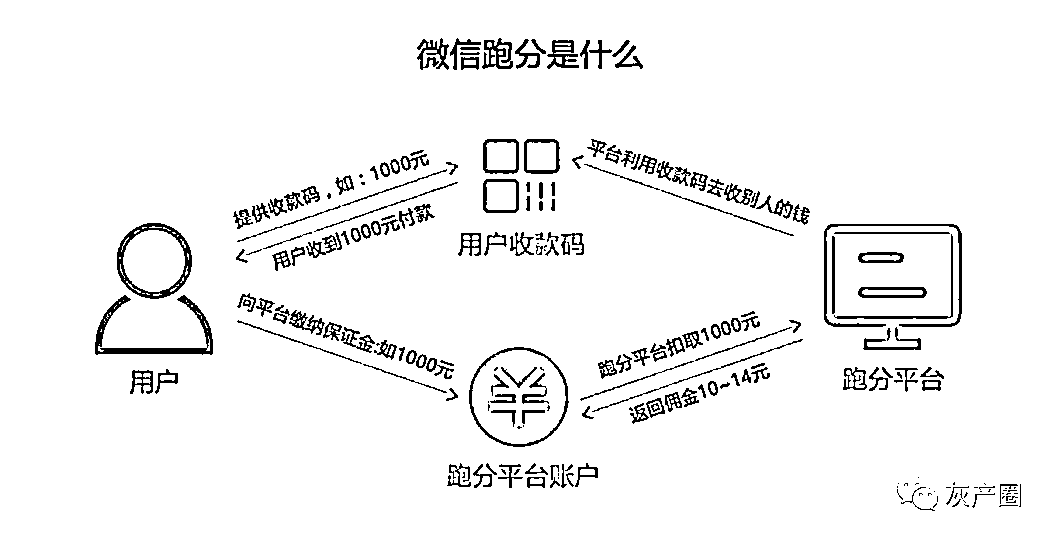 微信跑分是什么
提供收款码，如：1000元
用户收到1000元付款
平台利用收款码去收别人的钱
用户收款码
向平台缴纳保证金:如1000元
跑分平台扣取1000元
返回佣金10~14元
用户
跑分平台
跑分平台账户
灰产圈